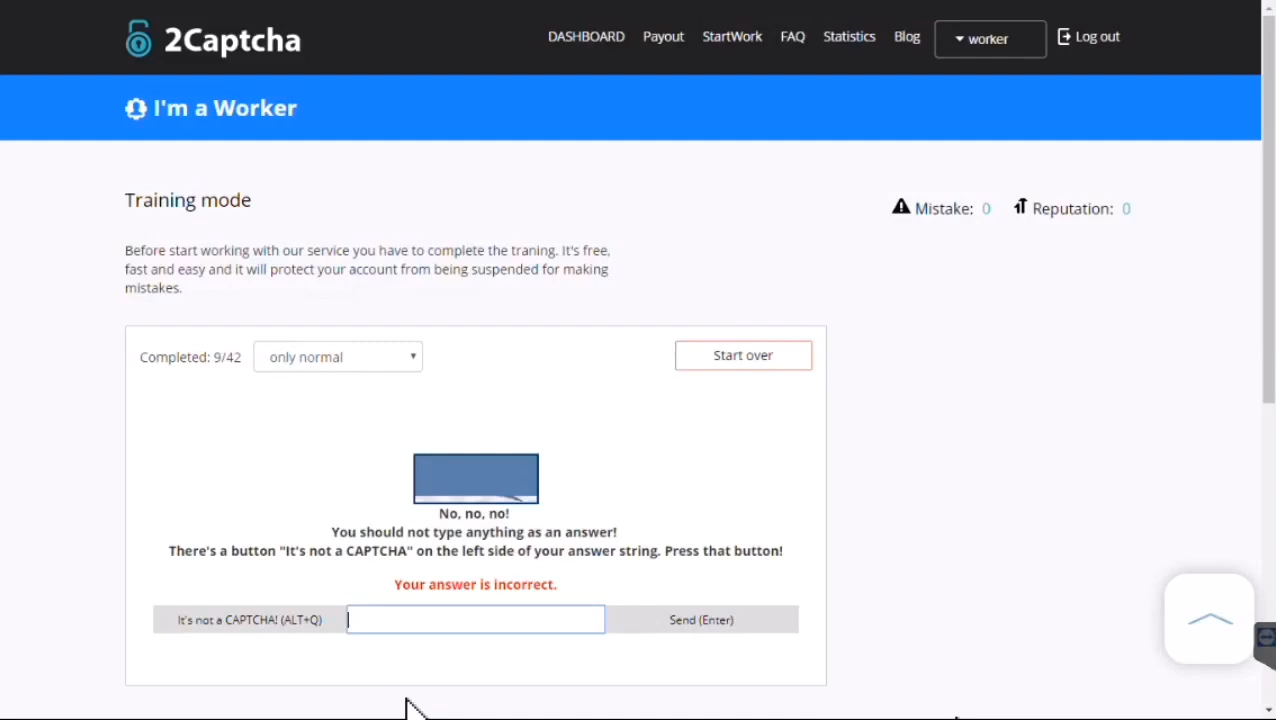 2Captcha
DASHBOARD Payout StartWork FAQ Statistics Blog worker Log out
I'm a Worker
Training mode
Mistake: 0 Reputation: 0
Before start working with our service you have to complete the traning. It's free,
fast and easy and it will protect your account from being suspended for making
mistakes.
Completed: 9/42 only normal Start over
No, no, no!
You should not type anything as an answer!
There's a button "It's not a CAPTCHA" on the left side of your answer string. Press that button!
Your answer is incorrect.
It's not a CAPTCHA! (ALT+Q) Send (Enter)